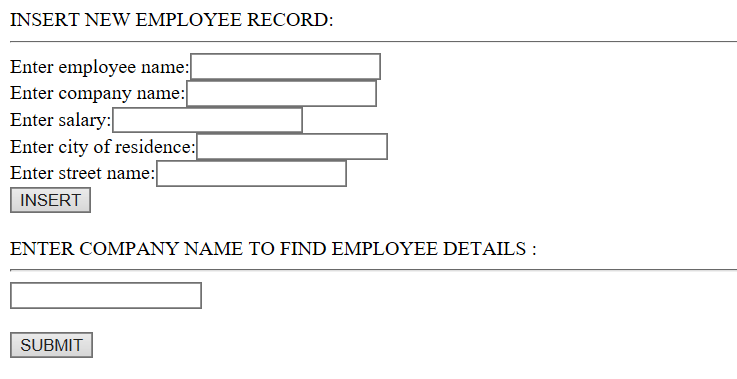 INSERT NEW EMPLOYEE RECORD:
Enter employee name:
Enter company name:
Enter salary:
Enter city of residence:
Enter street name:
INSERT
ENTER COMPANY NAME TO FIND EMPLOYEE DETAILS :
SUBMIT